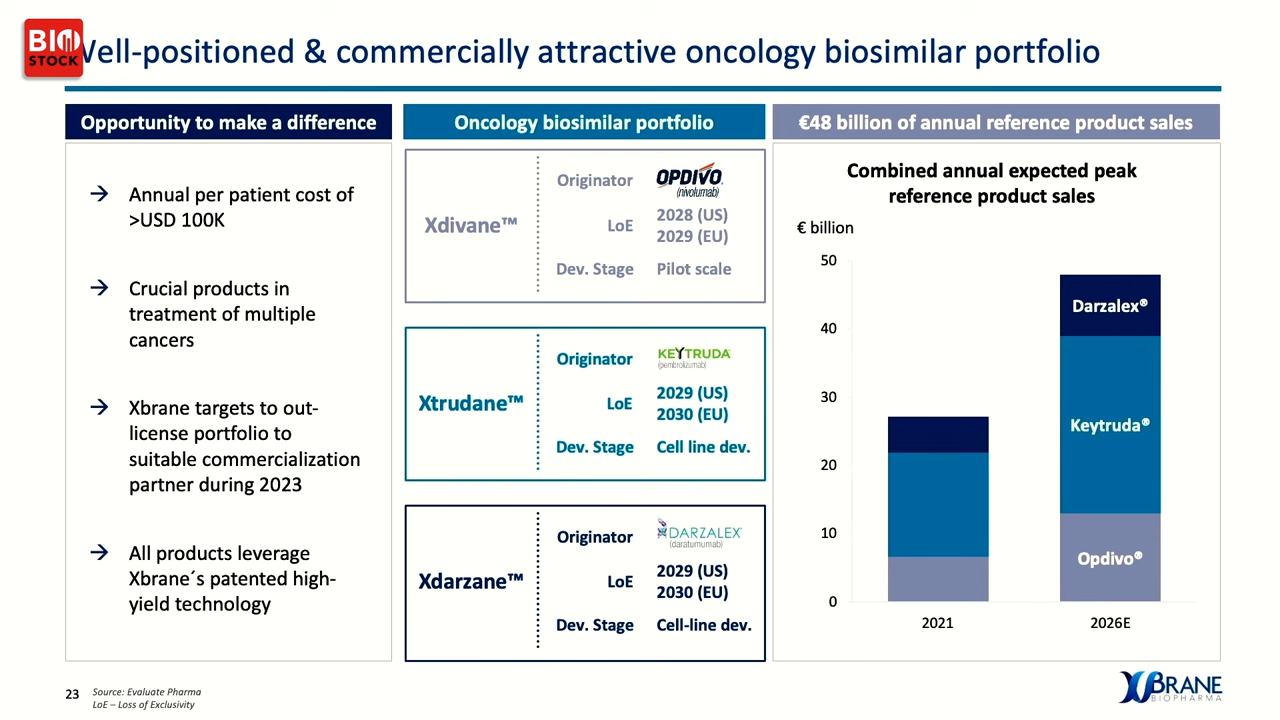 BIO
STOCK
Well-positioned & commercially attractive oncology biosimilar portfolio
Opportunity to make a difference
→ Annual per patient cost of
>USD 100K
→ Crucial products in
treatment of multiple
cancers
→ Xbrane targets to out-
license portfolio to
suitable commercialization
partner during 2023
→ All products leverage
Xbrane´s patented high-
yield technology
Oncology biosimilar portfolio
Xdivane™
Originator OPDIVO®
(nivolumab)
LoE 2028 (US)
2029 (EU)
Dev. Stage Pilot scale
Xtrudane™
Originator KEYTRUDA®
(pembrolizumab)
LoE 2029 (US)
2030 (EU)
Dev. Stage Cell line dev.
Xdarzane™
Originator DARZALEX®
(daratumumab)
LoE 2029 (US)
2030 (EU)
Dev. Stage Cell-line dev.
€48 billion of annual reference product sales
Combined annual expected peak
reference product sales
€ billion
50
40
30
20
10
0
Darzalex®
Keytruda®
Opdivo®
2021 2026E
23 Source: Evaluate Pharma
LoE – Loss of Exclusivity
XBRANE
BIOPHARMA